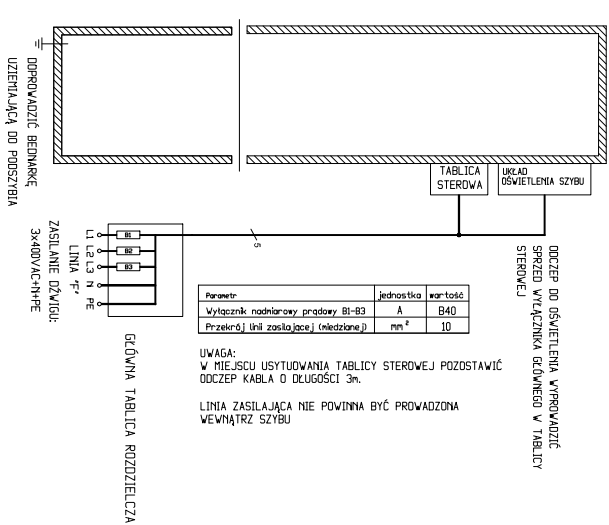 DOPROWADZIĆ BEDNARKĘ
UZIEMIAJĄCĄ DO PODSZYBIA
TABLICA
STEROWA
UKŁAD
OŚWIETLENIA SZYBU
ODCZEP DO OŚWIETLENIA WYPROWADZIĆ
SPRZED WYŁĄCZNIKA GŁÓWNEGO W TABLICY
STEROWEJ
ZASILANIE DŹWIGU:
LINIA "F"
3x400VAC+N+PE
L1
L2
L3
N
PE
B1
B2
B3
5
GŁÓWNA TABLICA ROZDZIELCZA
Parametr jednostka wartość
Wyłącznik nadmiarowy prądowy B1-B3 A B40
Przekrój linii zasilającej (miedzianej) mm² 10
UWAGA:
W MIEJSCU USYTUOWANIA TABLICY STEROWEJ POZOSTAWIĆ
ODCZEP KABLA O DŁUGOŚCI 3m.
LINIA ZASILAJĄCA NIE POWINNA BYĆ PROWADZONA
WEWNĄTRZ SZYBU